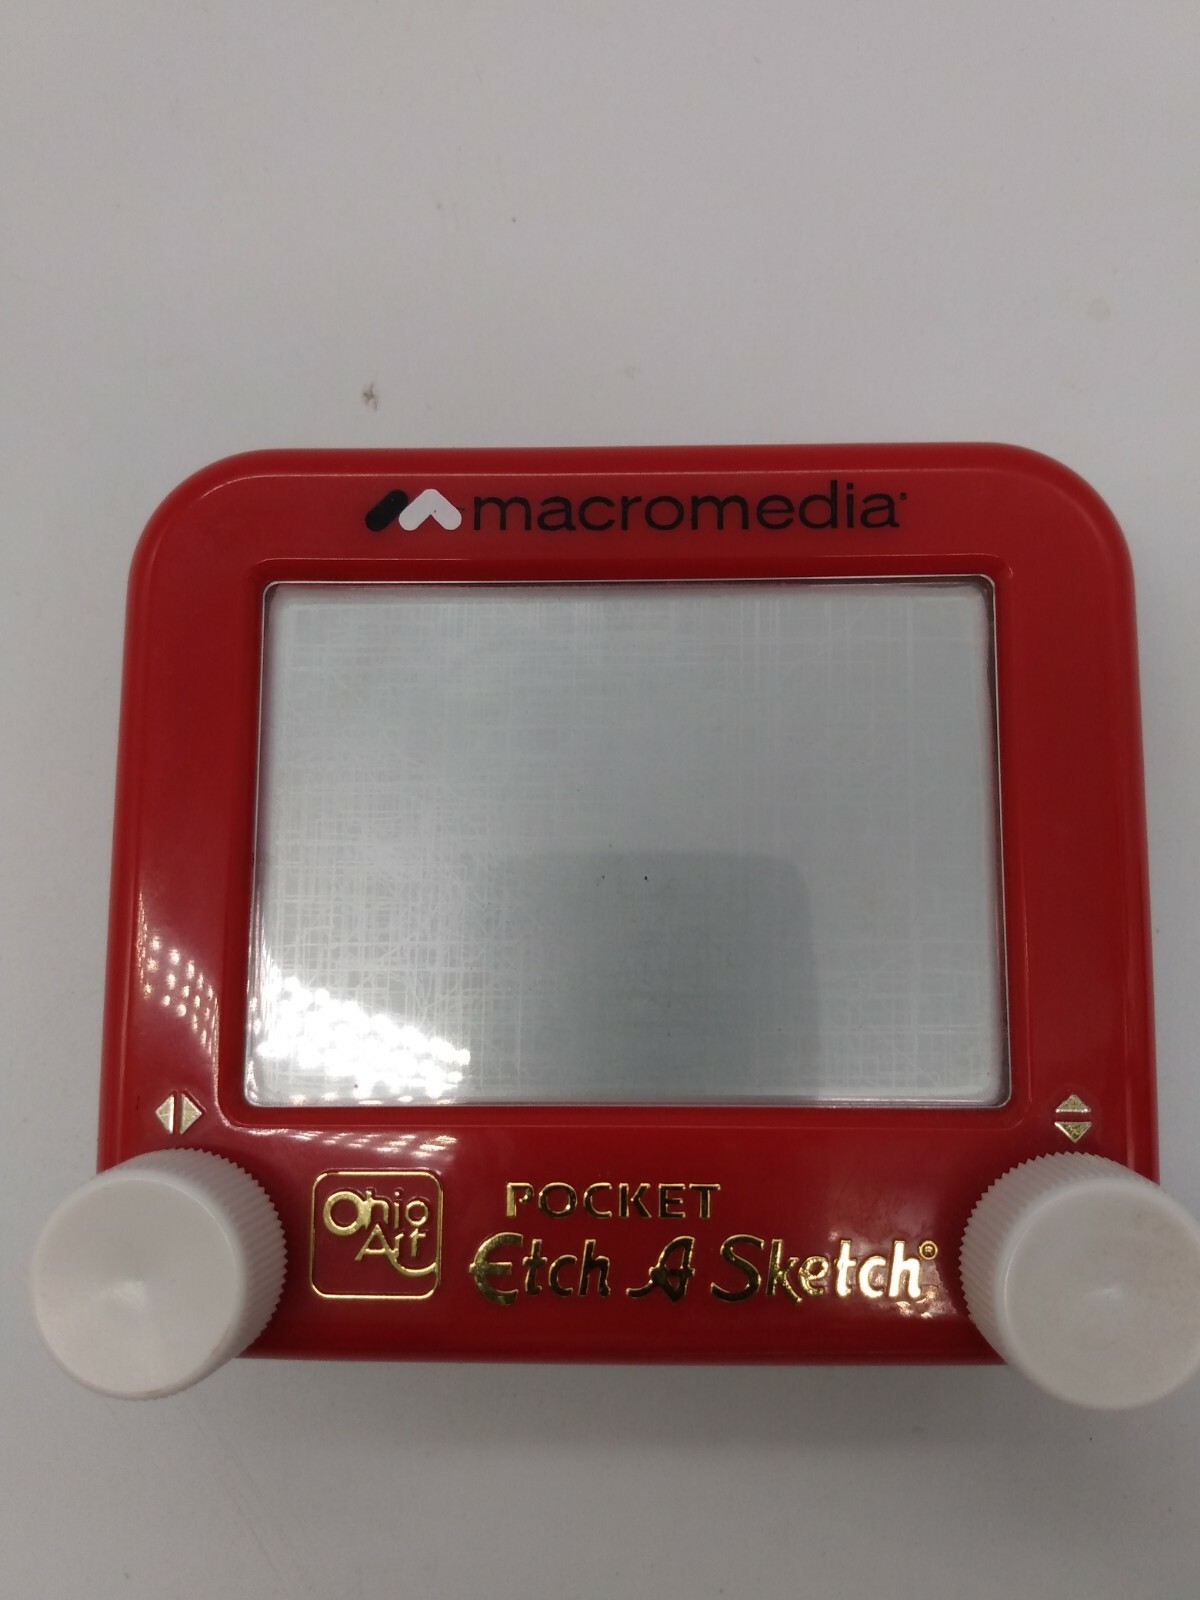 macromedia
Ohio
Art
POCKET
Etch A Sketch®